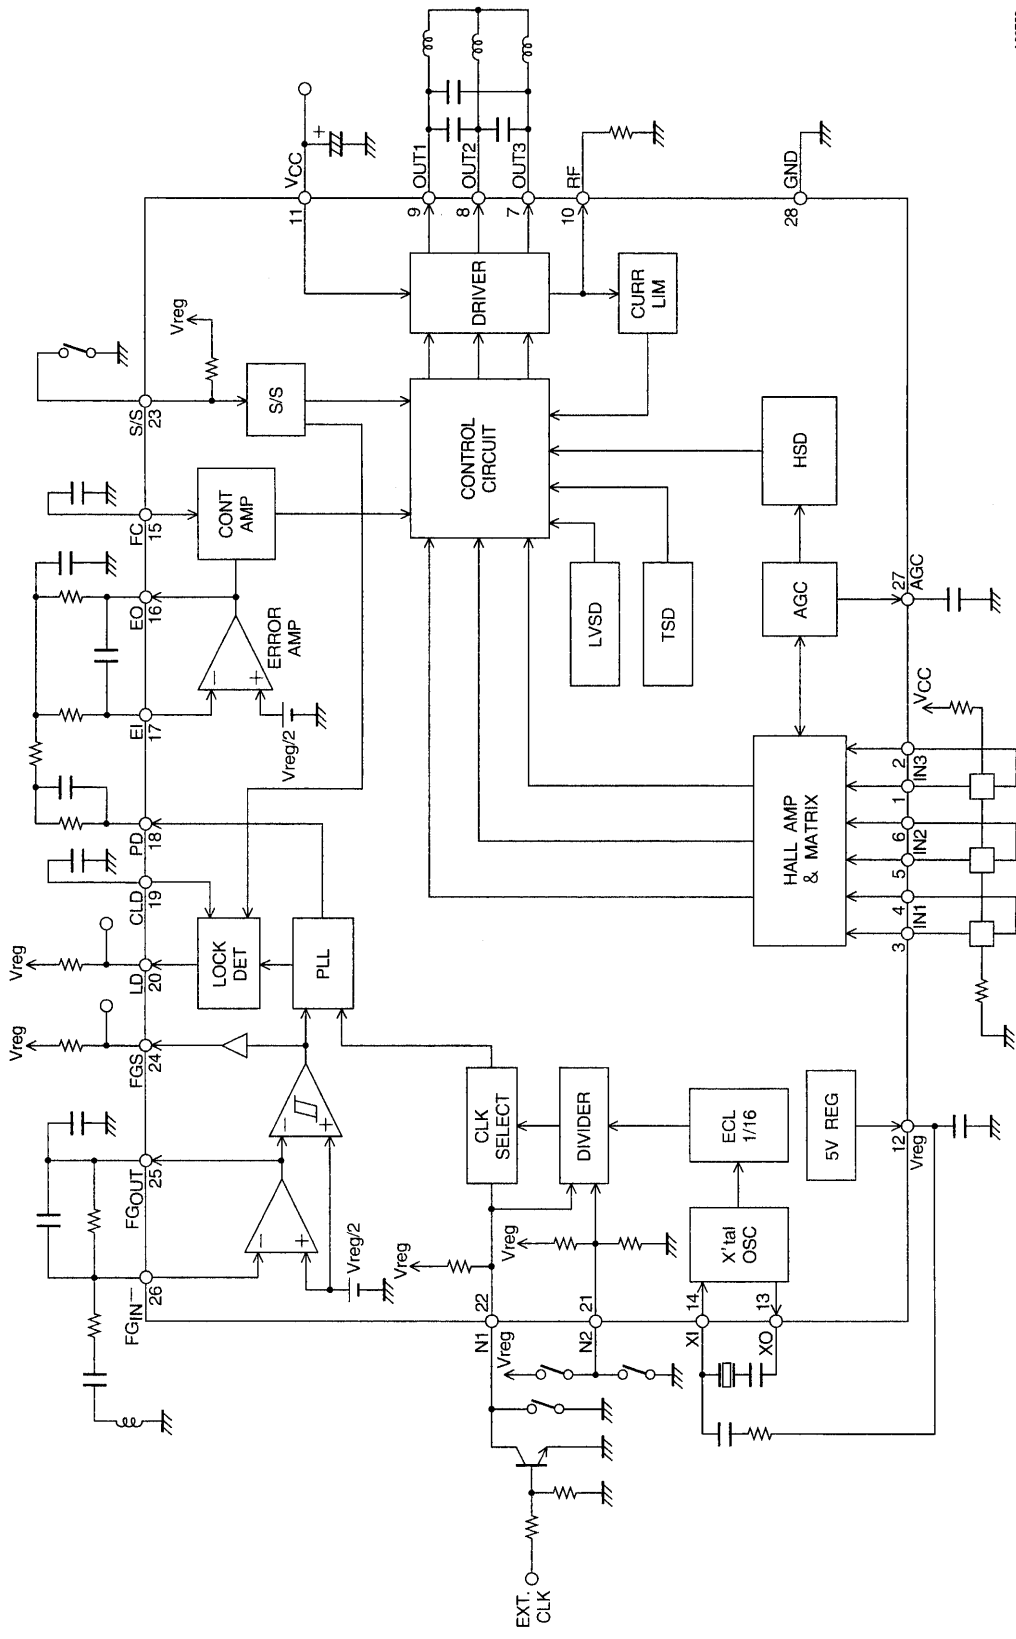 Vreg
Vreg
Vreg
VCC
+
FGIN−
26
FGOUT
25
FGS
24
LD
20
CLD
19
PD
18
EI
17
EO
16
FC
15
S/S
23
11
OUT1
9
OUT2
8
OUT3
7
RF
10
GND
28
−
+
Vreg/2
−
+
LOCK
DET
PLL
−
+
ERROR
AMP
Vreg/2
CONT
AMP
S/S
CONTROL
CIRCUIT
DRIVER
CURR
LIM
LVSD
TSD
HSD
AGC
HALL AMP
& MATRIX
CLK
SELECT
DIVIDER
ECL
1/16
5V REG
X'tal
OSC
Vreg
Vreg
EXT.
CLK
N1
22
Vreg
N2
21
XI
14
XO
13
12
Vreg
3
IN1
4
5
IN2
6
1
IN3
2
VCC
27
AGC